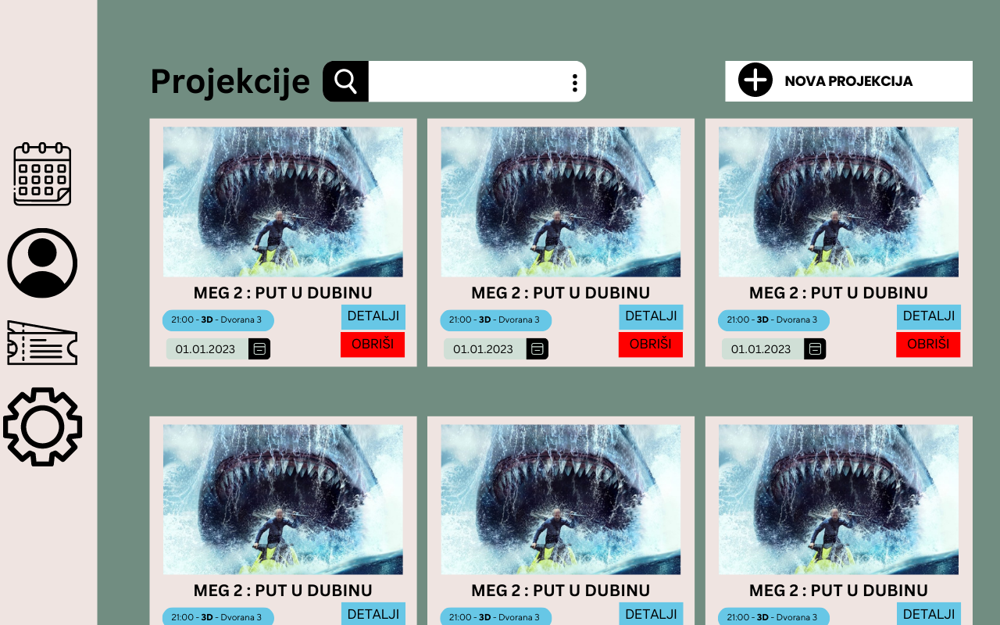 Projekcije
NOVA PROJEKCIJA
MEG 2 : PUT U DUBINU
21:00 - 3D - Dvorana 3
DETALJI
01.01.2023
OBRIŠI
MEG 2 : PUT U DUBINU
21:00 - 3D - Dvorana 3
DETALJI
01.01.2023
OBRIŠI
MEG 2 : PUT U DUBINU
21:00 - 3D - Dvorana 3
DETALJI
01.01.2023
OBRIŠI
MEG 2 : PUT U DUBINU
21:00 - 3D - Dvorana 3
DETALJI
MEG 2 : PUT U DUBINU
21:00 - 3D - Dvorana 3
DETALJI
MEG 2 : PUT U DUBINU
21:00 - 3D - Dvorana 3
DETALJI